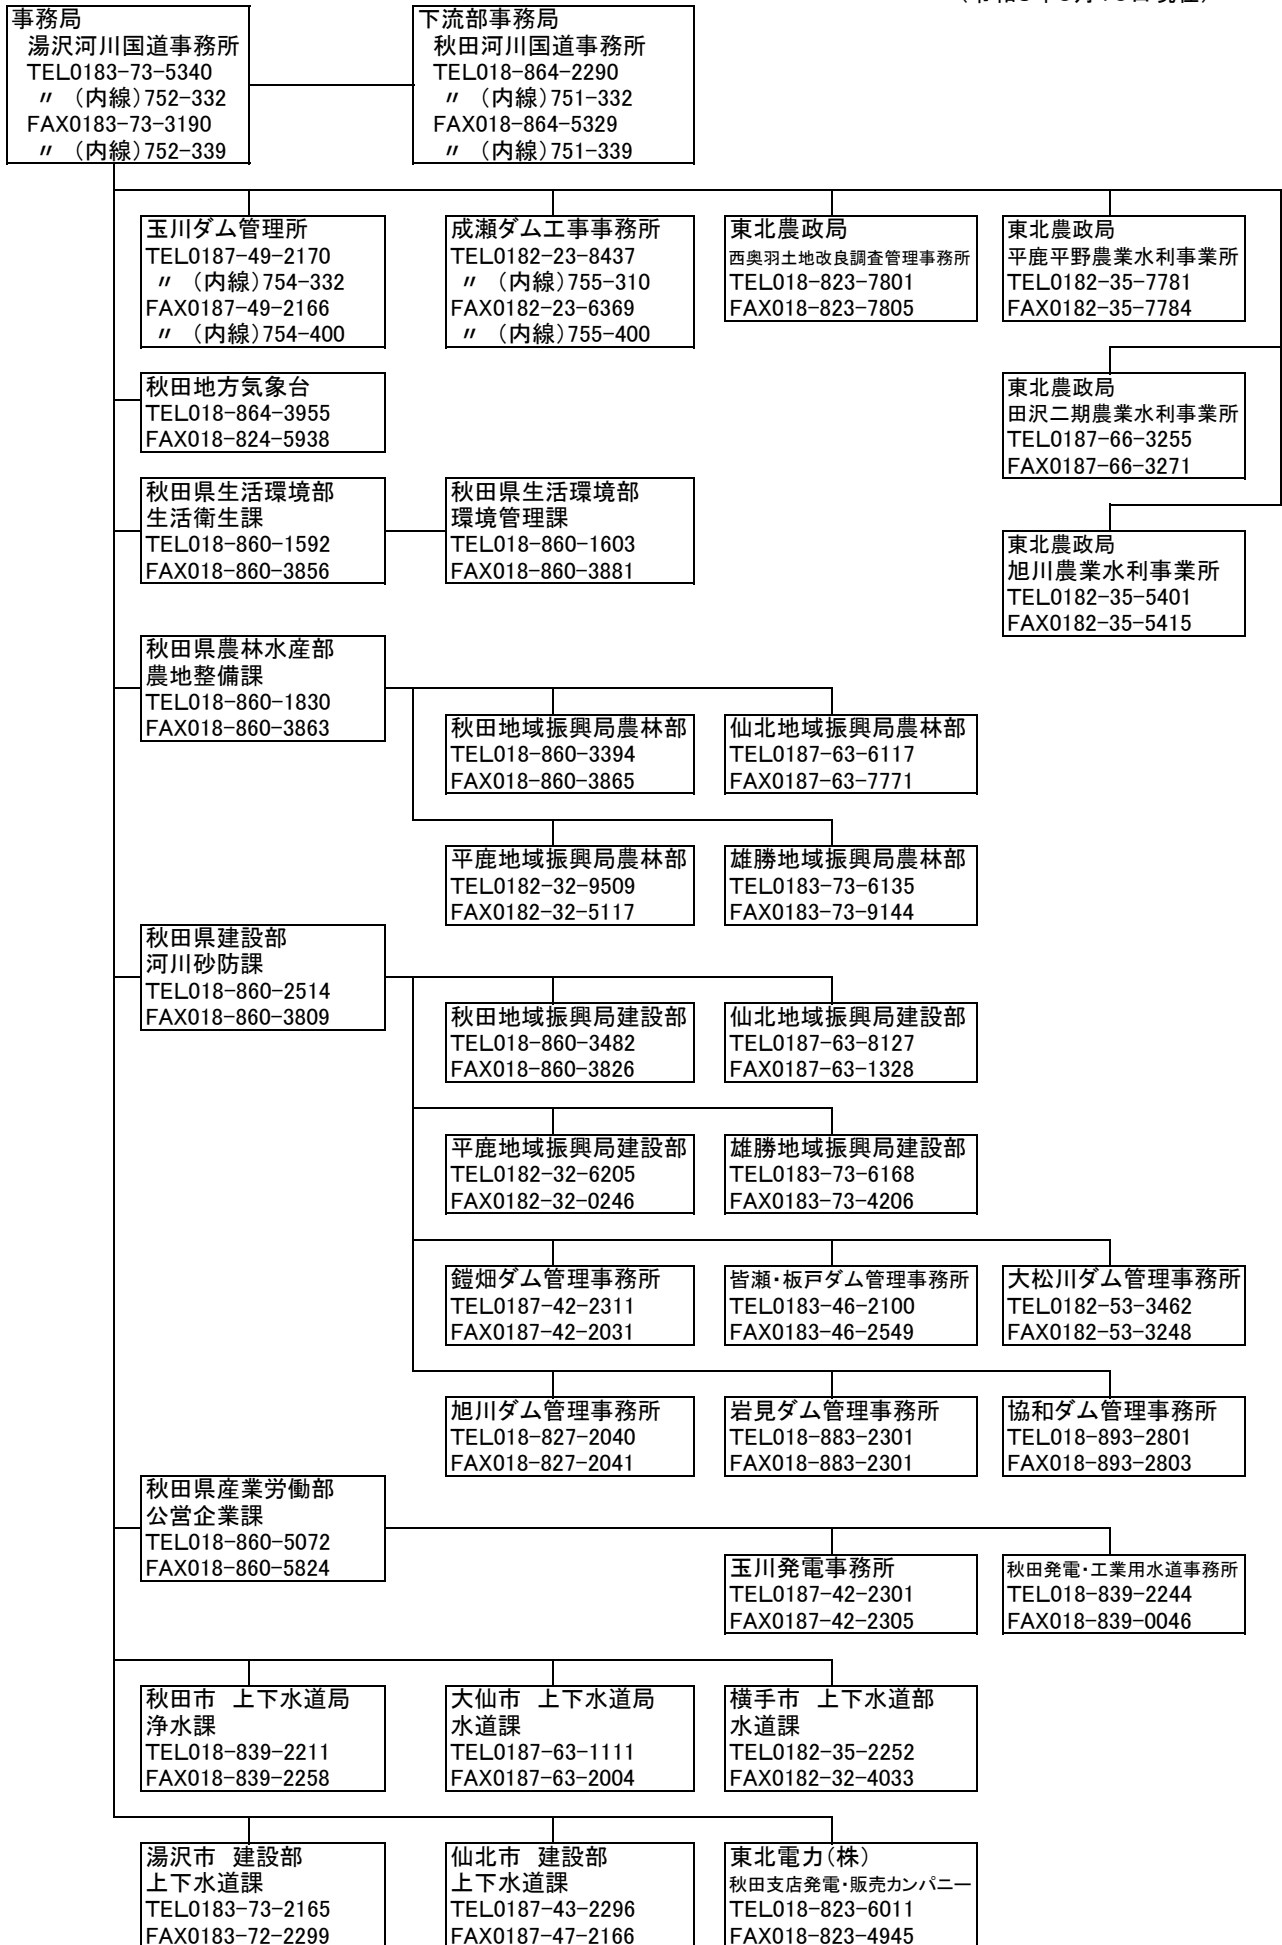 事務局
湯沢河川国道事務所
TEL0183-73-5340
〃 (内線)752-332
FAX0183-73-3190
〃 (内線)752-339
下流部事務局
秋田河川国道事務所
TEL018-864-2290
〃 (内線)751-332
FAX018-864-5329
〃 (内線)751-339
玉川ダム管理所
TEL0187-49-2170
〃 (内線)754-332
FAX0187-49-2166
〃 (内線)754-400
成瀬ダム工事事務所
TEL0182-23-8437
〃 (内線)755-310
FAX0182-23-6369
〃 (内線)755-400
東北農政局
西奥羽土地改良調査管理事務所
TEL018-823-7801
FAX018-823-7805
東北農政局
平鹿平野農業水利事業所
TEL0182-35-7781
FAX0182-35-7784
秋田地方気象台
TEL018-864-3955
FAX018-824-5938
東北農政局
田沢二期農業水利事業所
TEL0187-66-3255
FAX0187-66-3271
秋田県生活環境部
生活衛生課
TEL018-860-1592
FAX018-860-3856
秋田県生活環境部
環境管理課
TEL018-860-1603
FAX018-860-3881
東北農政局
旭川農業水利事業所
TEL0182-35-5401
FAX0182-35-5415
秋田県農林水産部
農地整備課
TEL018-860-1830
FAX018-860-3863
秋田地域振興局農林部
TEL018-860-3394
FAX018-860-3865
仙北地域振興局農林部
TEL0187-63-6117
FAX0187-63-7771
平鹿地域振興局農林部
TEL0182-32-9509
FAX0182-32-5117
雄勝地域振興局農林部
TEL0183-73-6135
FAX0183-73-9144
秋田県建設部
河川砂防課
TEL018-860-2514
FAX018-860-3809
秋田地域振興局建設部
TEL018-860-3482
FAX018-860-3826
仙北地域振興局建設部
TEL0187-63-8127
FAX0187-63-1328
平鹿地域振興局建設部
TEL0182-32-6205
FAX0182-32-0246
雄勝地域振興局建設部
TEL0183-73-6168
FAX0183-73-4206
鎧畑ダム管理事務所
TEL0187-42-2311
FAX0187-42-2031
皆瀬・板戸ダム管理事務所
TEL0183-46-2100
FAX0183-46-2549
大松川ダム管理事務所
TEL0182-53-3462
FAX0182-53-3248
旭川ダム管理事務所
TEL018-827-2040
FAX018-827-2041
岩見ダム管理事務所
TEL018-883-2301
FAX018-883-2301
協和ダム管理事務所
TEL018-893-2801
FAX018-893-2803
秋田県産業労働部
公営企業課
TEL018-860-5072
FAX018-860-5824
玉川発電事務所
TEL0187-42-2301
FAX0187-42-2305
秋田発電・工業用水道事務所
TEL018-839-2244
FAX018-839-0046
秋田市 上下水道局
浄水課
TEL018-839-2211
FAX018-839-2258
大仙市 上下水道局
水道課
TEL0187-63-1111
FAX0187-63-2004
横手市 上下水道部
水道課
TEL0182-35-2252
FAX0182-32-4033
湯沢市 建設部
上下水道課
TEL0183-73-2165
FAX0183-72-2299
仙北市 建設部
上下水道課
TEL0187-43-2296
FAX0187-47-2166
東北電力(株)
秋田支店発電・販売カンパニー
TEL018-823-6011
FAX018-823-4945